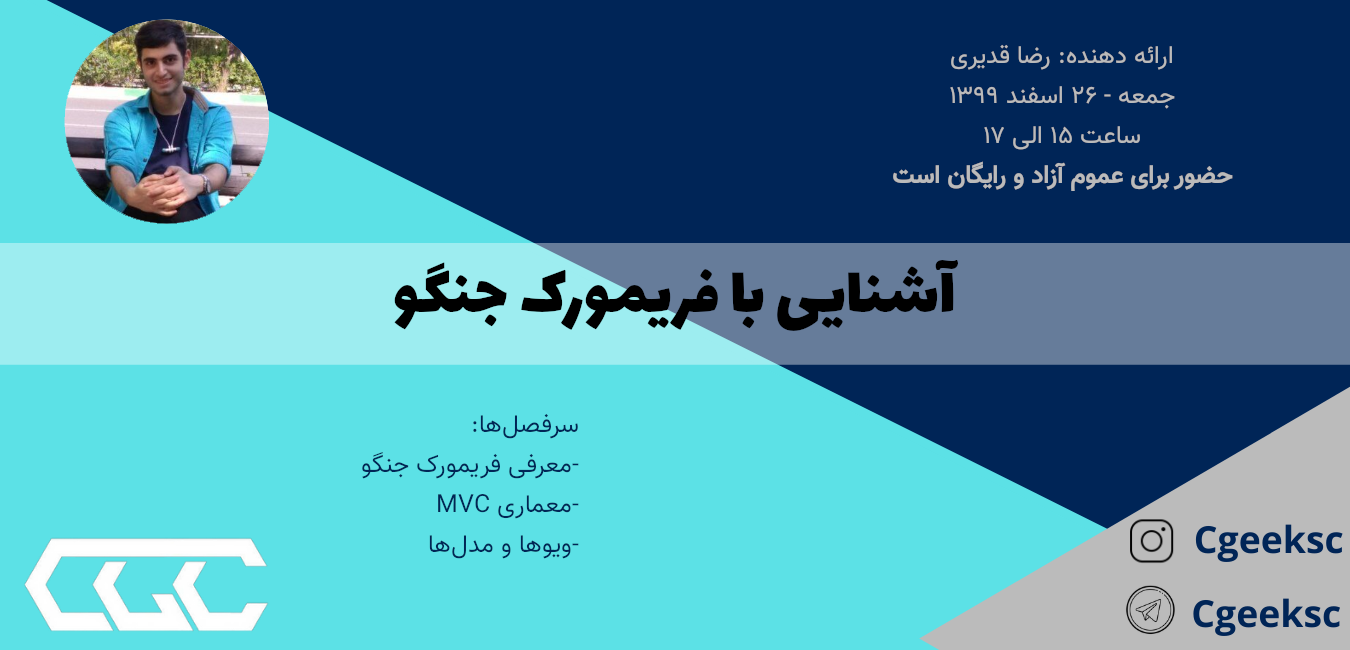 ارائه دهنده: رضا قدیری
جمعه - ۲۶ اسفند ۱۳۹۹
ساعت ۱۵ الی ۱۷
حضور برای عموم آزاد و رایگان است
آشنایی با فریمورک جنگو
سرفصل‌ها:
-معرفی فریمورک جنگو
-معماری MVC
-ویوها و مدل‌ها
CGC
Cgeeksc
Cgeeksc